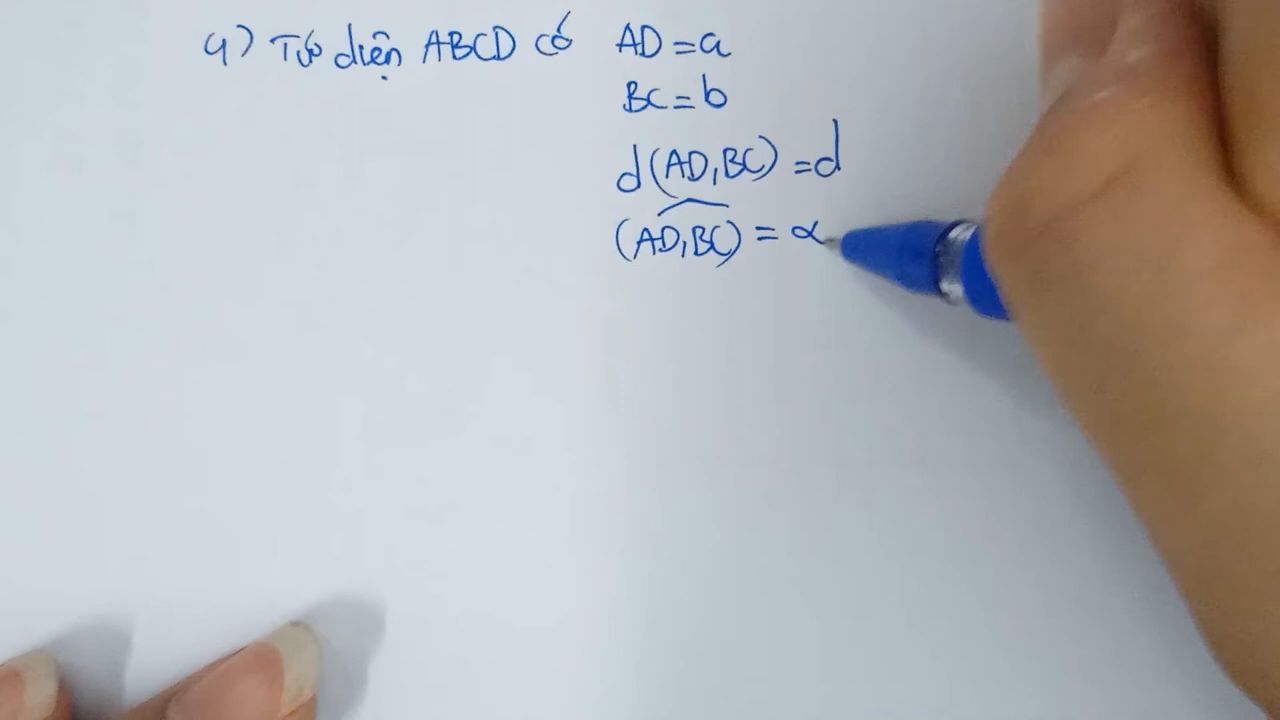 4) Tứ diện ABCD có AD = a
BC = b
d(AD,BC) = d
(AD,BC) = α